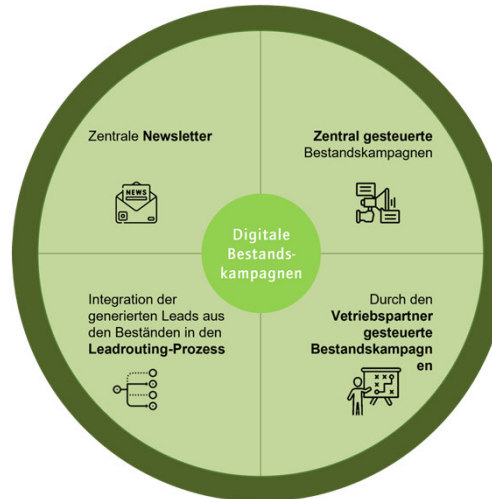 Zentrale Newsletter
NEWS
Zentral gesteuerte
Bestandskampagnen
Digitale
Bestands-
kampagnen
Integration der
generierten Leads aus
den Beständen in den
Leadrouting-Prozess
Durch den
Vetriebspartner
gesteuerte
Bestandskampagn
en